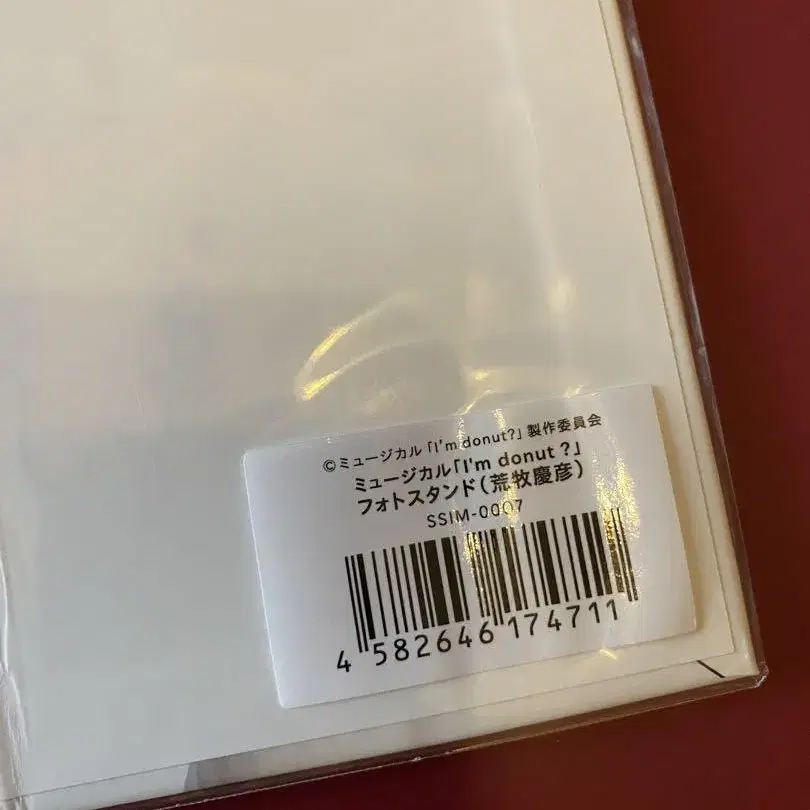 ©ミュージカル「I'm donut?」製作委員会
ミュージカル「I'm donut ?」
フォトスタンド(荒牧慶彦)
SSIM-0007
4 582646 174711